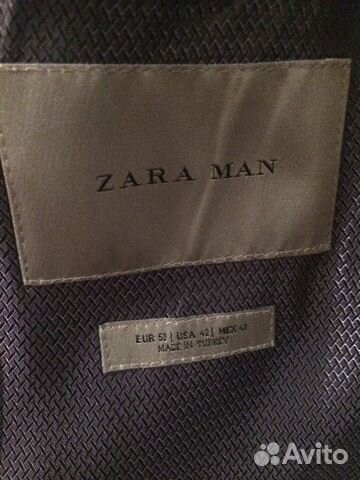 ZARA MAN
EUR 52 | USA 42 | MEX 42
MADE IN TURKEY
Avito